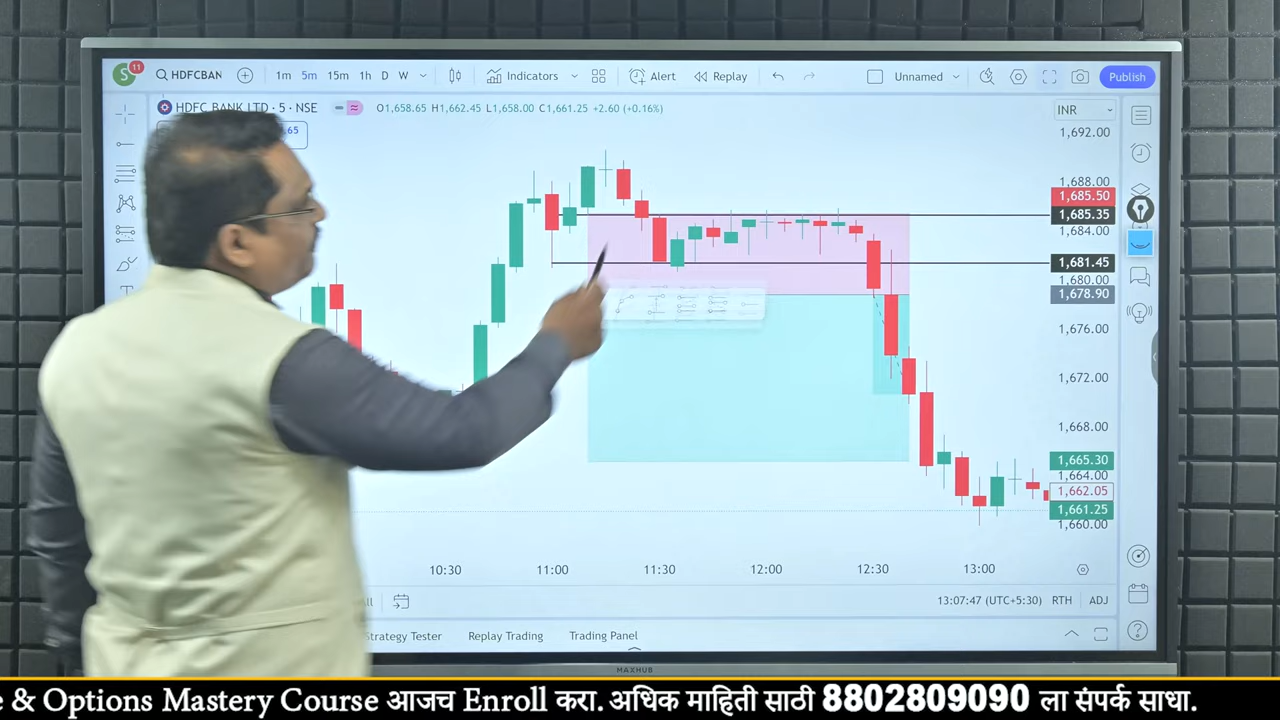 S 11 HDFCBAN 1m 5m 15m 1h D W Indicators Alert Replay Unnamed Publish
HDFC BANK LTD · 5 · NSE O1,658.65 H1,662.45 L1,658.00 C1,661.25 +2.60 (+0.16%)
INR
.65
1,692.00
1,688.00
1,685.50
1,685.35
1,684.00
1,681.45
1,680.00
1,678.90
1,676.00
1,672.00
1,668.00
1,665.30
1,664.00
1,662.05
1,661.25
1,660.00
10:30 11:00 11:30 12:00 12:30 13:00
13:07:47 (UTC+5:30) RTH ADJ
Strategy Tester Replay Trading Trading Panel
MAXHUB
e & Options Mastery Course आजच Enroll करा. अधिक माहिती साठी 8802809090 ला संपर्क साधा.